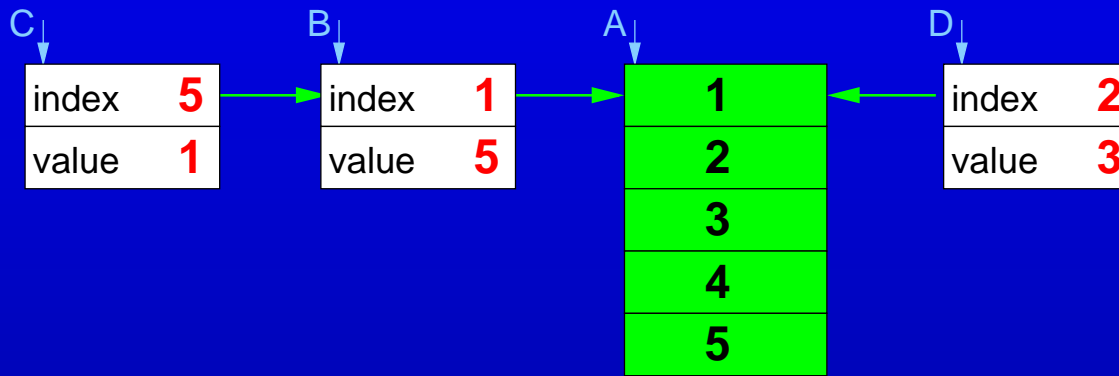 C B A D
index 5 index 1 1 index 2
value 1 value 5 2 value 3
3
4
5